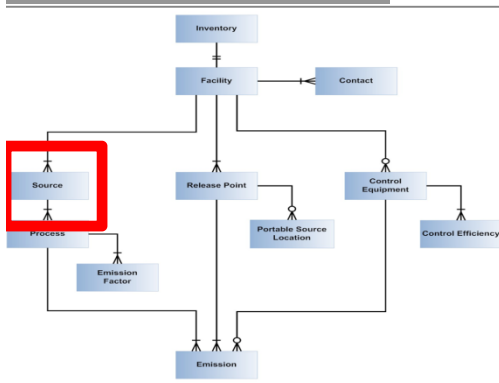 Inventory
Facility
Contact
Source
Release Point
Control
Equipment
Process
Portable Source
Location
Control Efficiency
Emission
Factor
Emission